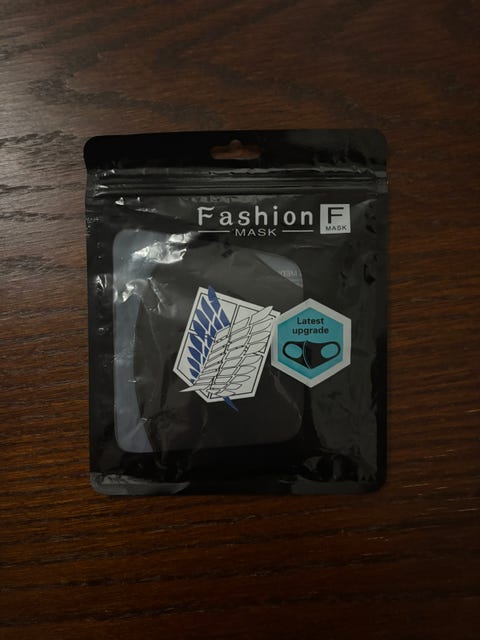 Fashion
MASK
F
MASK
Latest
upgrade